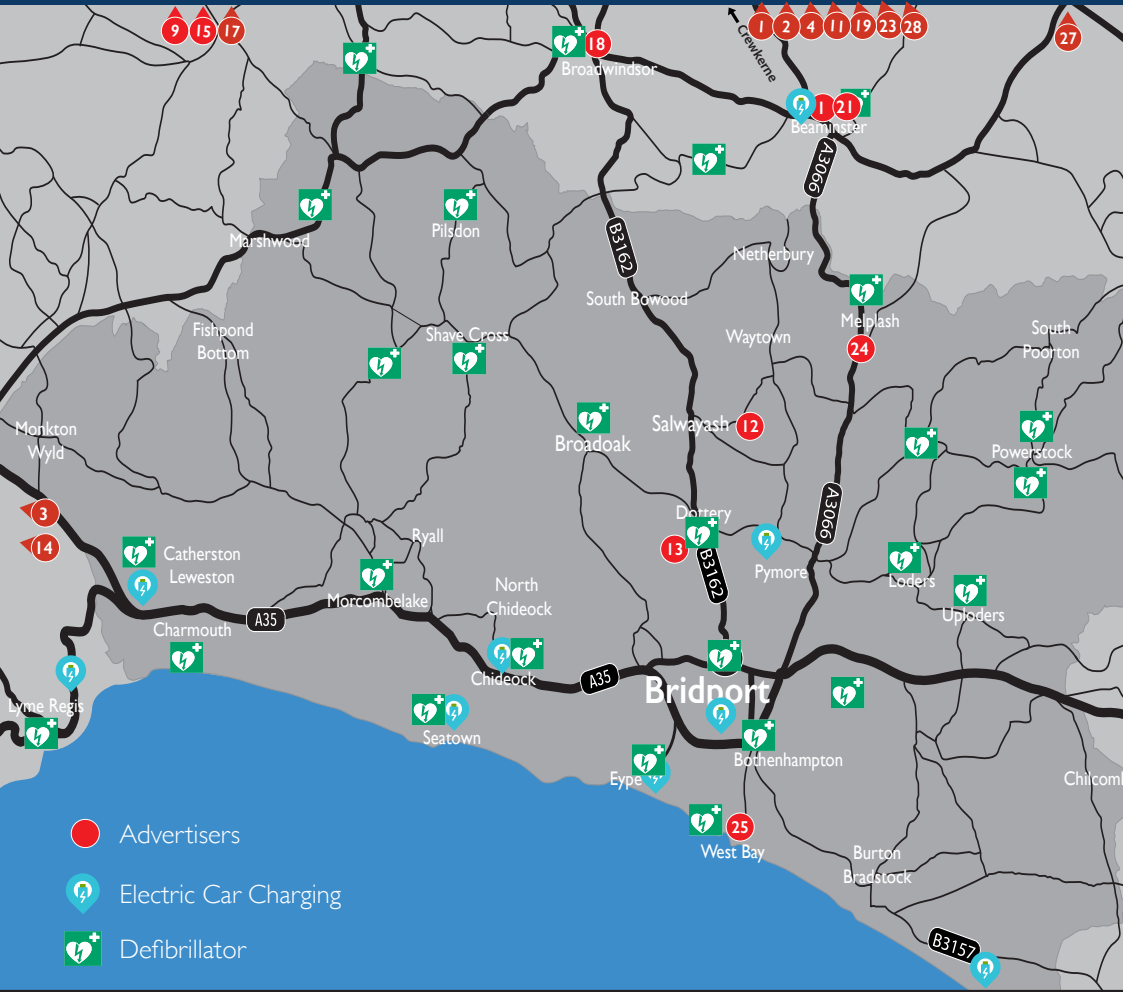 9
15
17
18
Broadwindsor
Crewkerne
1
2
4
11
19
23
28
27
1
21
Beaminster
A3066
Marshwood
Pilsdon
B3162
Netherbury
South Bowood
Melplash
24
Waytown
South
Poorton
Fishpond
Bottom
Shave Cross
Broadoak
Salwayash
12
Powerstock
Monkton
Wyld
3
14
Catherston
Leweston
Ryall
Dottery
13
B3162
A3066
Pymore
Loders
Uploders
North
Chideock
Morcombelake
A35
Charmouth
Chideock
A35
Bridport
Lyme Regis
Seatown
Eype
Bothenhampton
West Bay
25
Burton
Bradstock
B3157
Advertisers
Electric Car Charging
Defibrillator